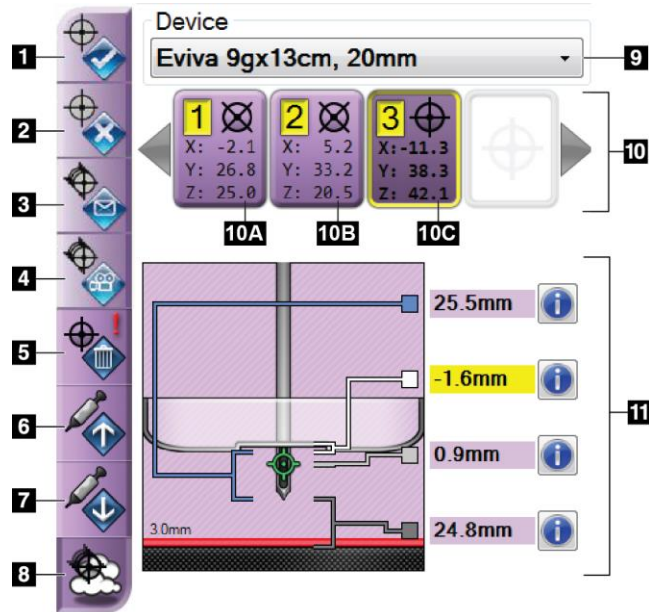 Device
1
Eviva 9gx13cm, 20mm
9
2
1
X: -2.1
Y: 26.8
Z: 25.0
2
X: 5.2
Y: 33.2
Z: 20.5
3
X:-11.3
Y: 38.3
Z: 42.1
10
3
10A
10B
10C
4
25.5mm
i
5
!
-1.6mm
i
11
6
0.9mm
i
7
3.0mm
24.8mm
i
8